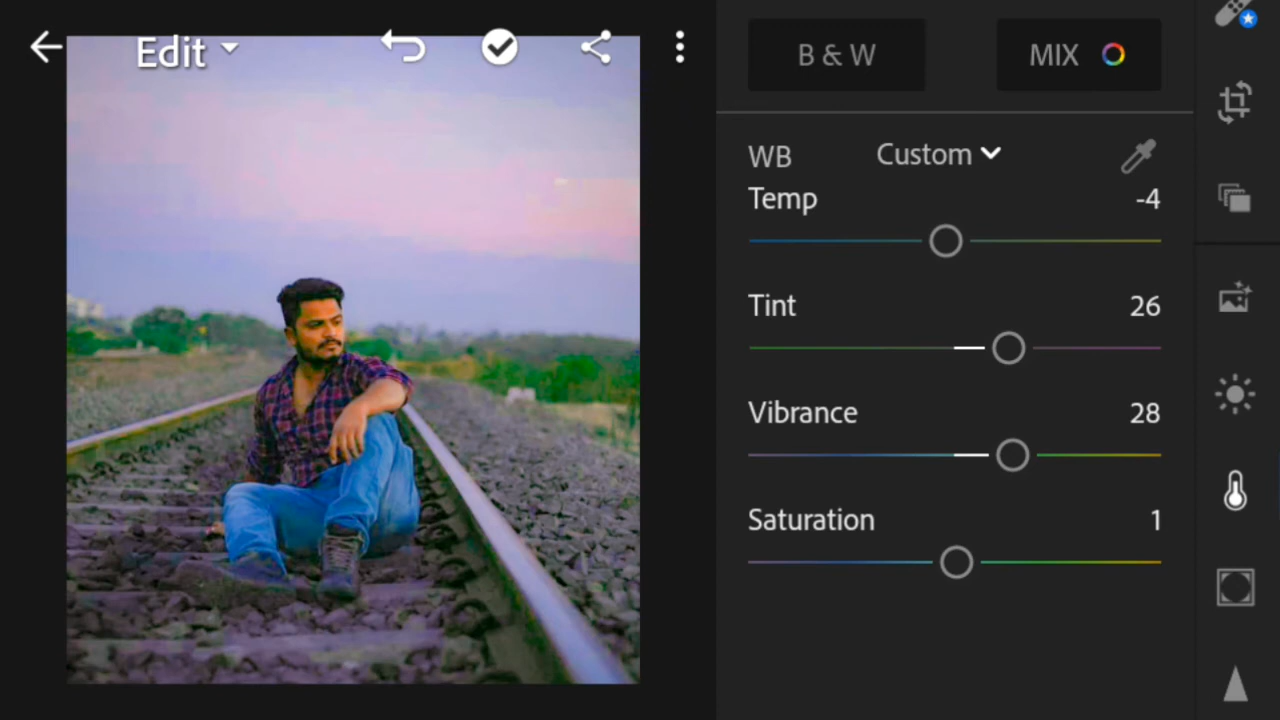 Edit
B & W
MIX
WB
Custom
Temp
-4
Tint
26
Vibrance
28
Saturation
1